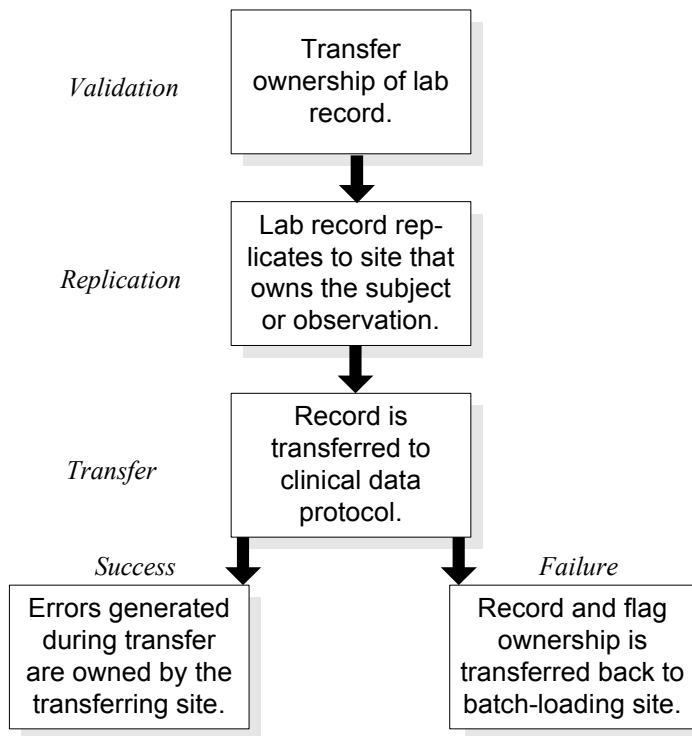 Validation
Transfer
ownership of lab
record.
Replication
Lab record rep-
licates to site that
owns the subject
or observation.
Transfer
Record is
transferred to
clinical data
protocol.
Success
Failure
Errors generated
during transfer
are owned by the
transferring site.
Record and flag
ownership is
transferred back to
batch-loading site.